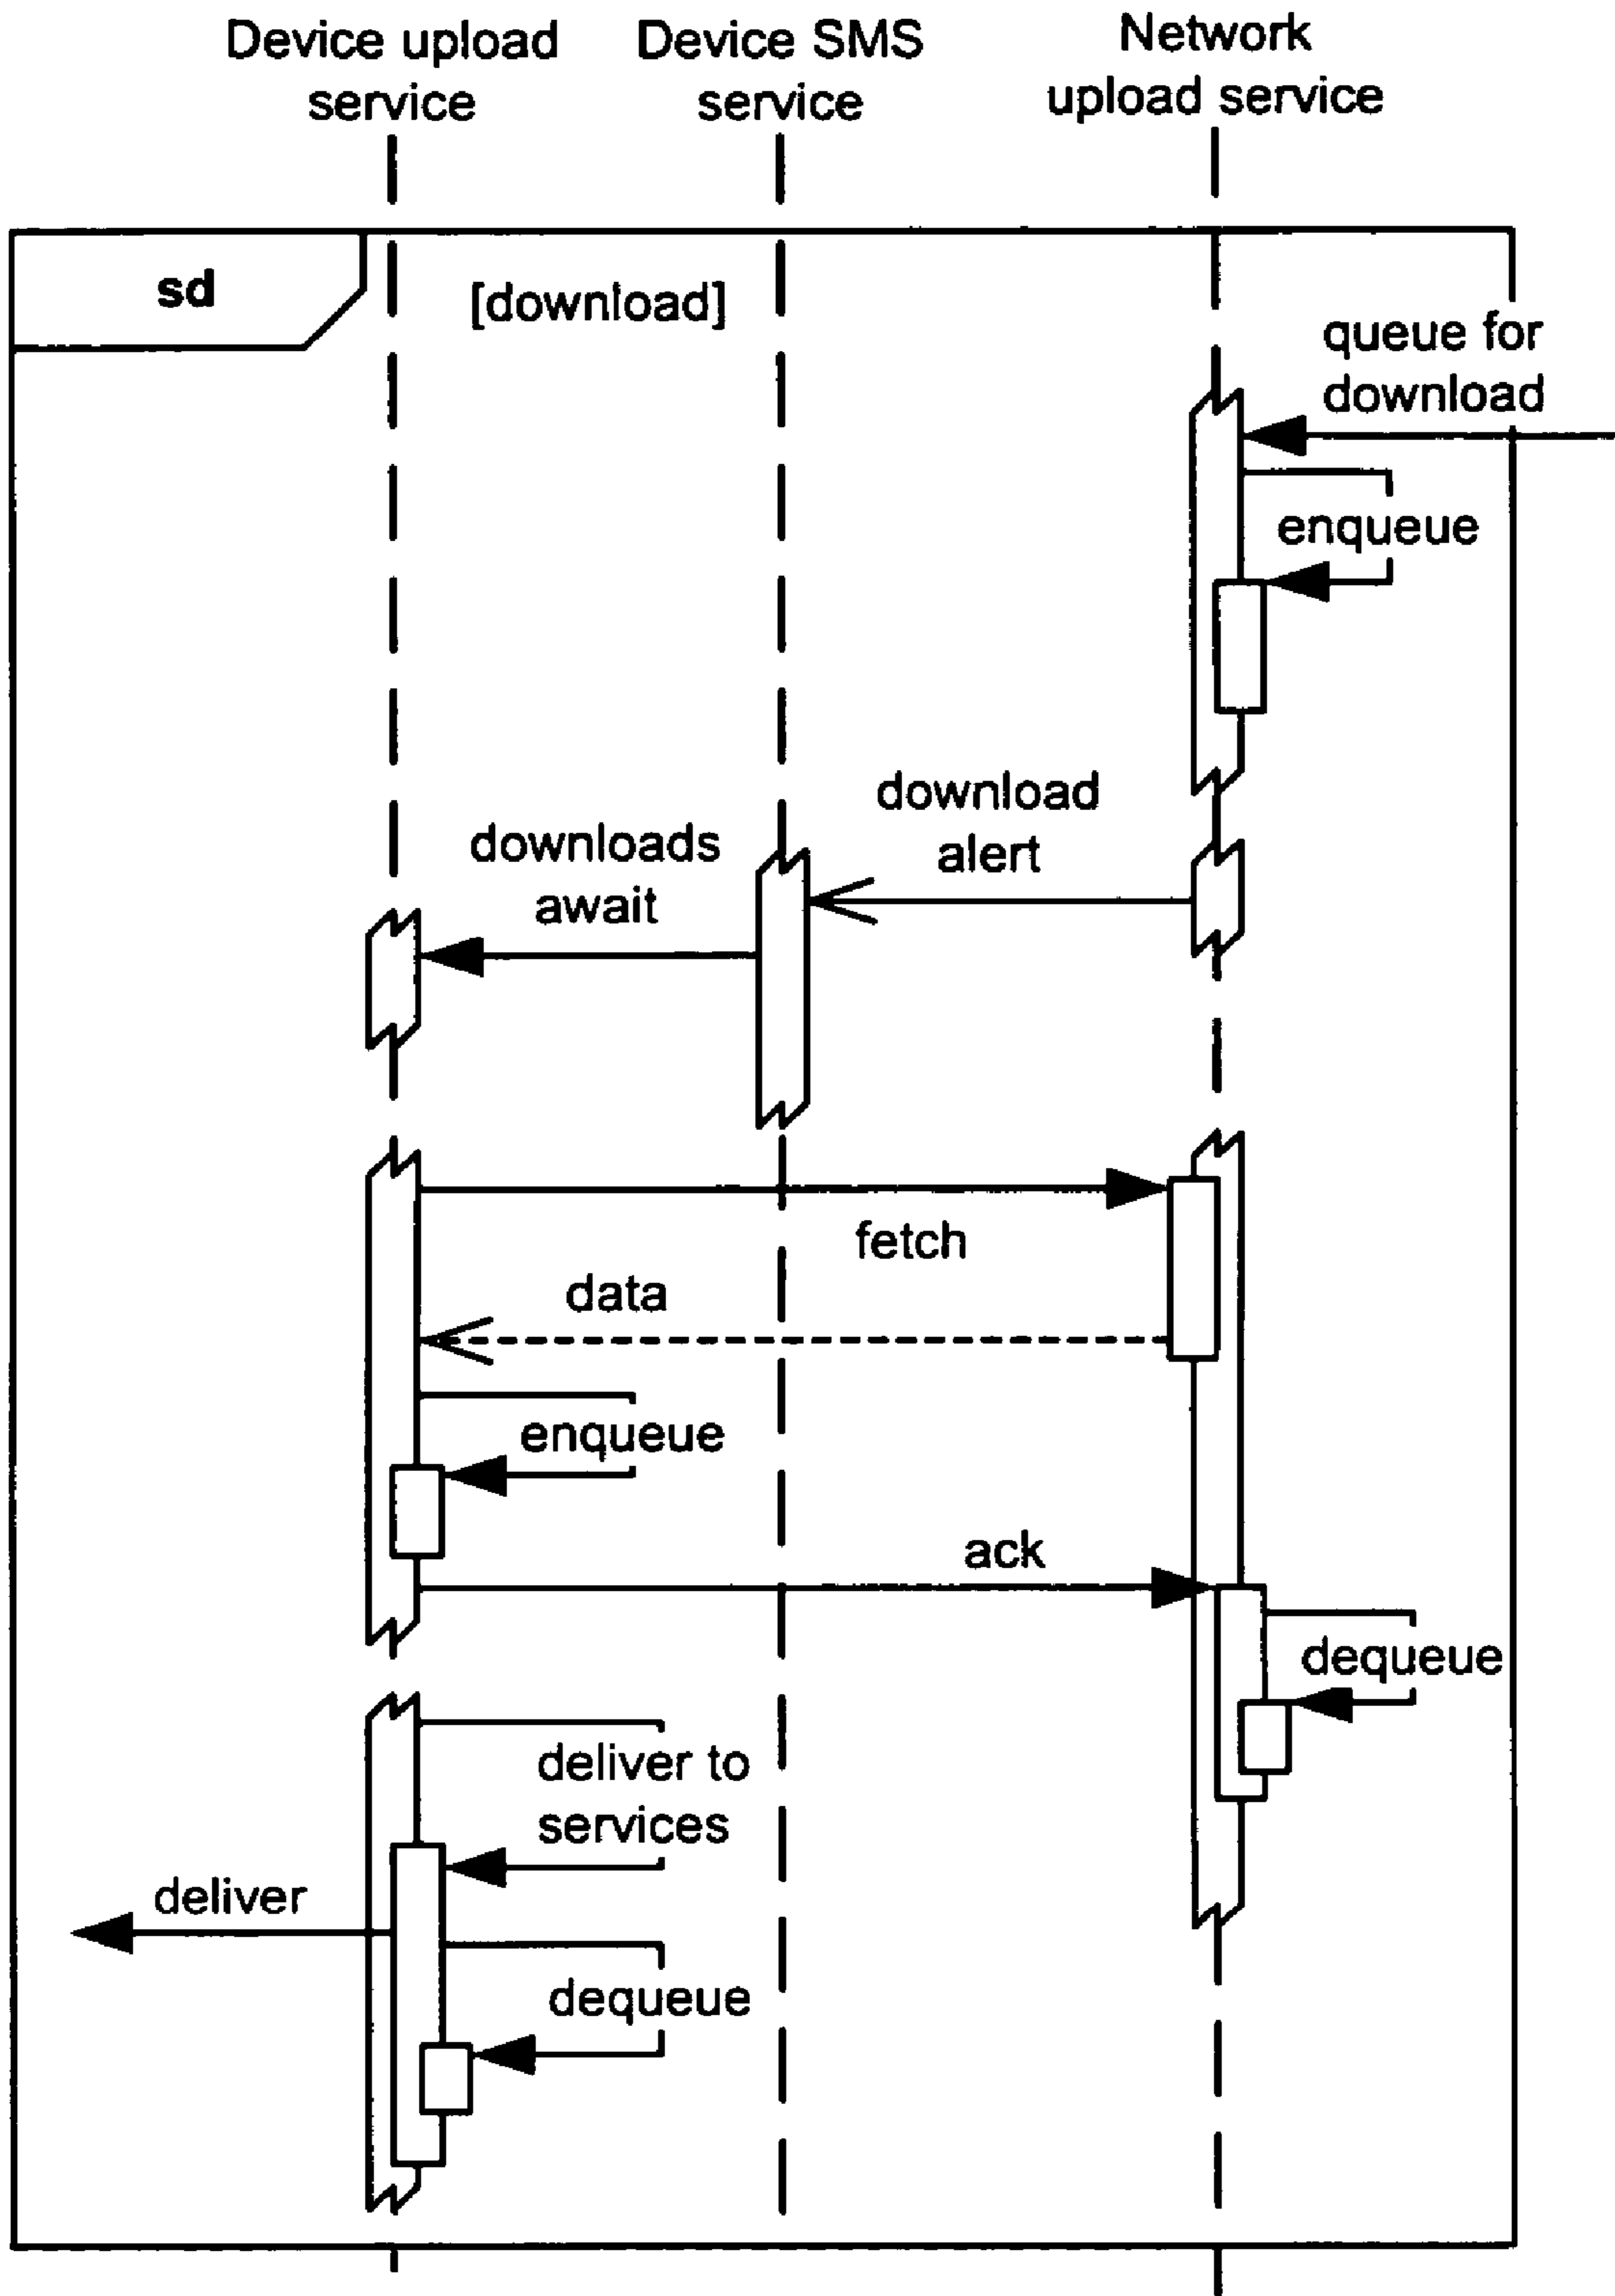 Device upload
service
Device SMS
service
Network
upload service
sd
[download]
queue for
download
enqueue
download
alert
downloads
await
fetch
data
enqueue
ack
dequeue
deliver to
services
deliver
dequeue